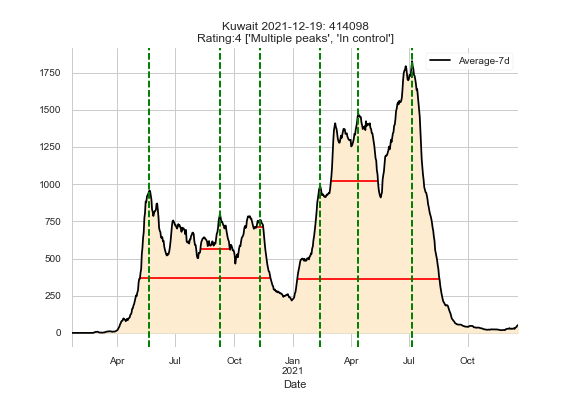 Kuwait 2021-12-19: 414098
Rating:4 ['Multiple peaks', 'In control']
Average-7d
1750
1500
1250
1000
750
500
250
0
Apr
Jul
Oct
Jan
2021
Apr
Jul
Oct
Date